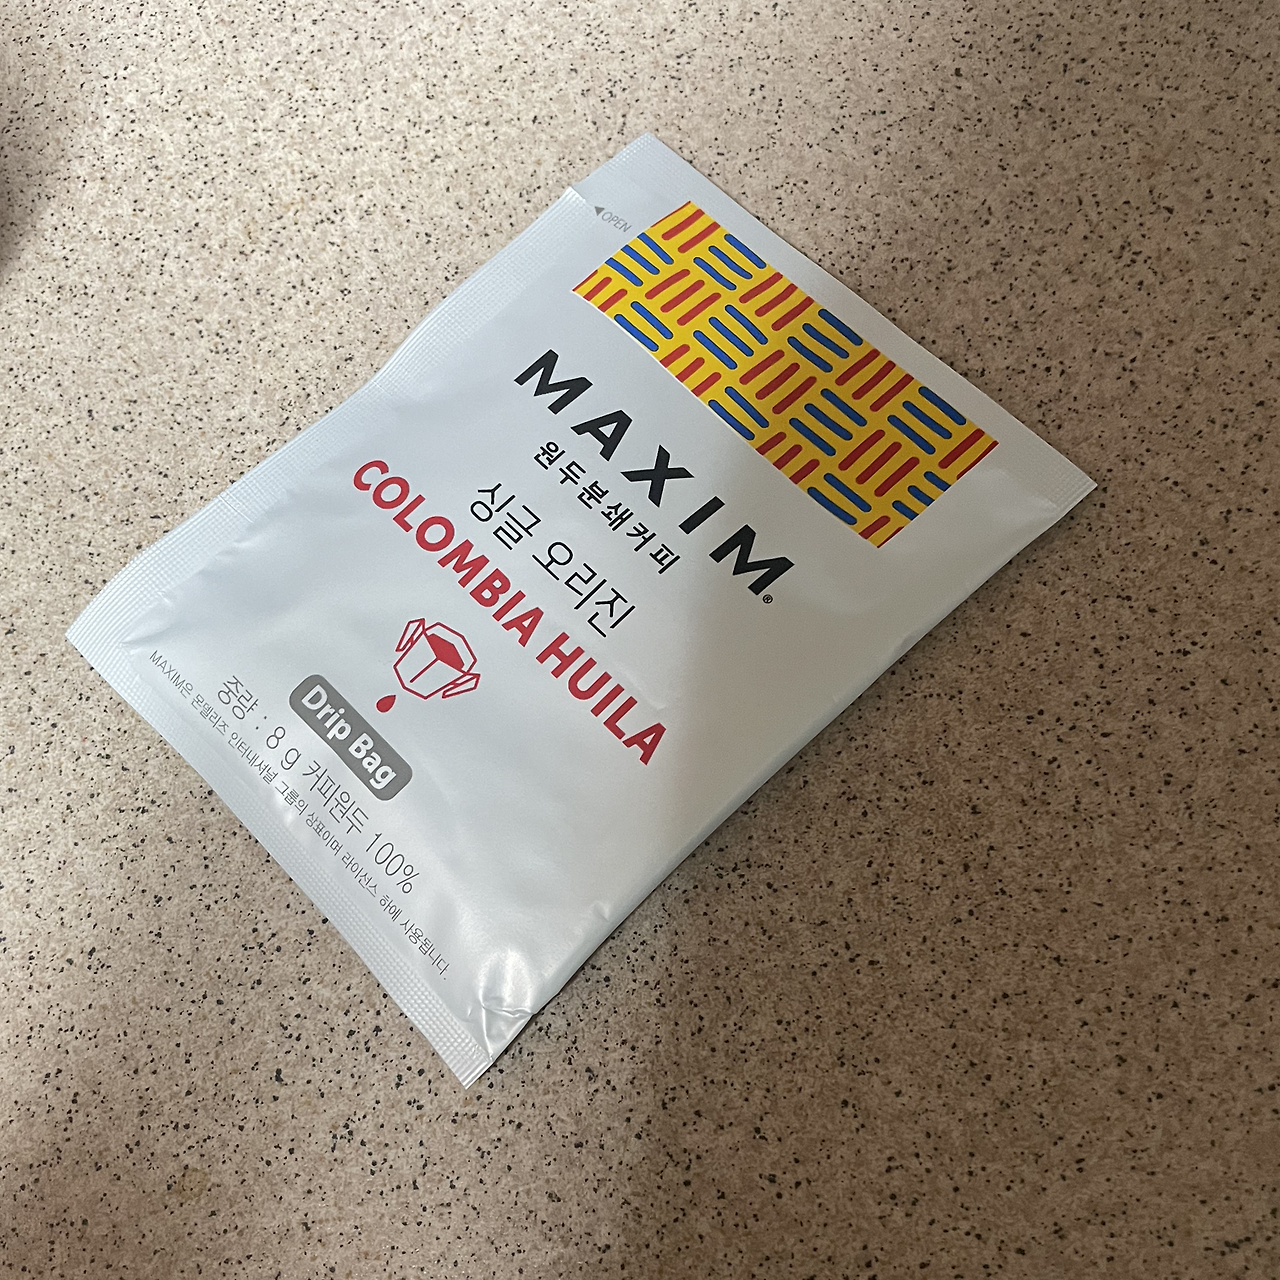 ◀OPEN
MAXIM®
원두분쇄커피
싱글 오리진
COLOMBIA HUILA
Drip Bag
중량 : 8 g 커피원두 100%
MAXIM은 몬델리즈 인터내셔널 그룹의 상표이며 라이선스 하에 사용됩니다.